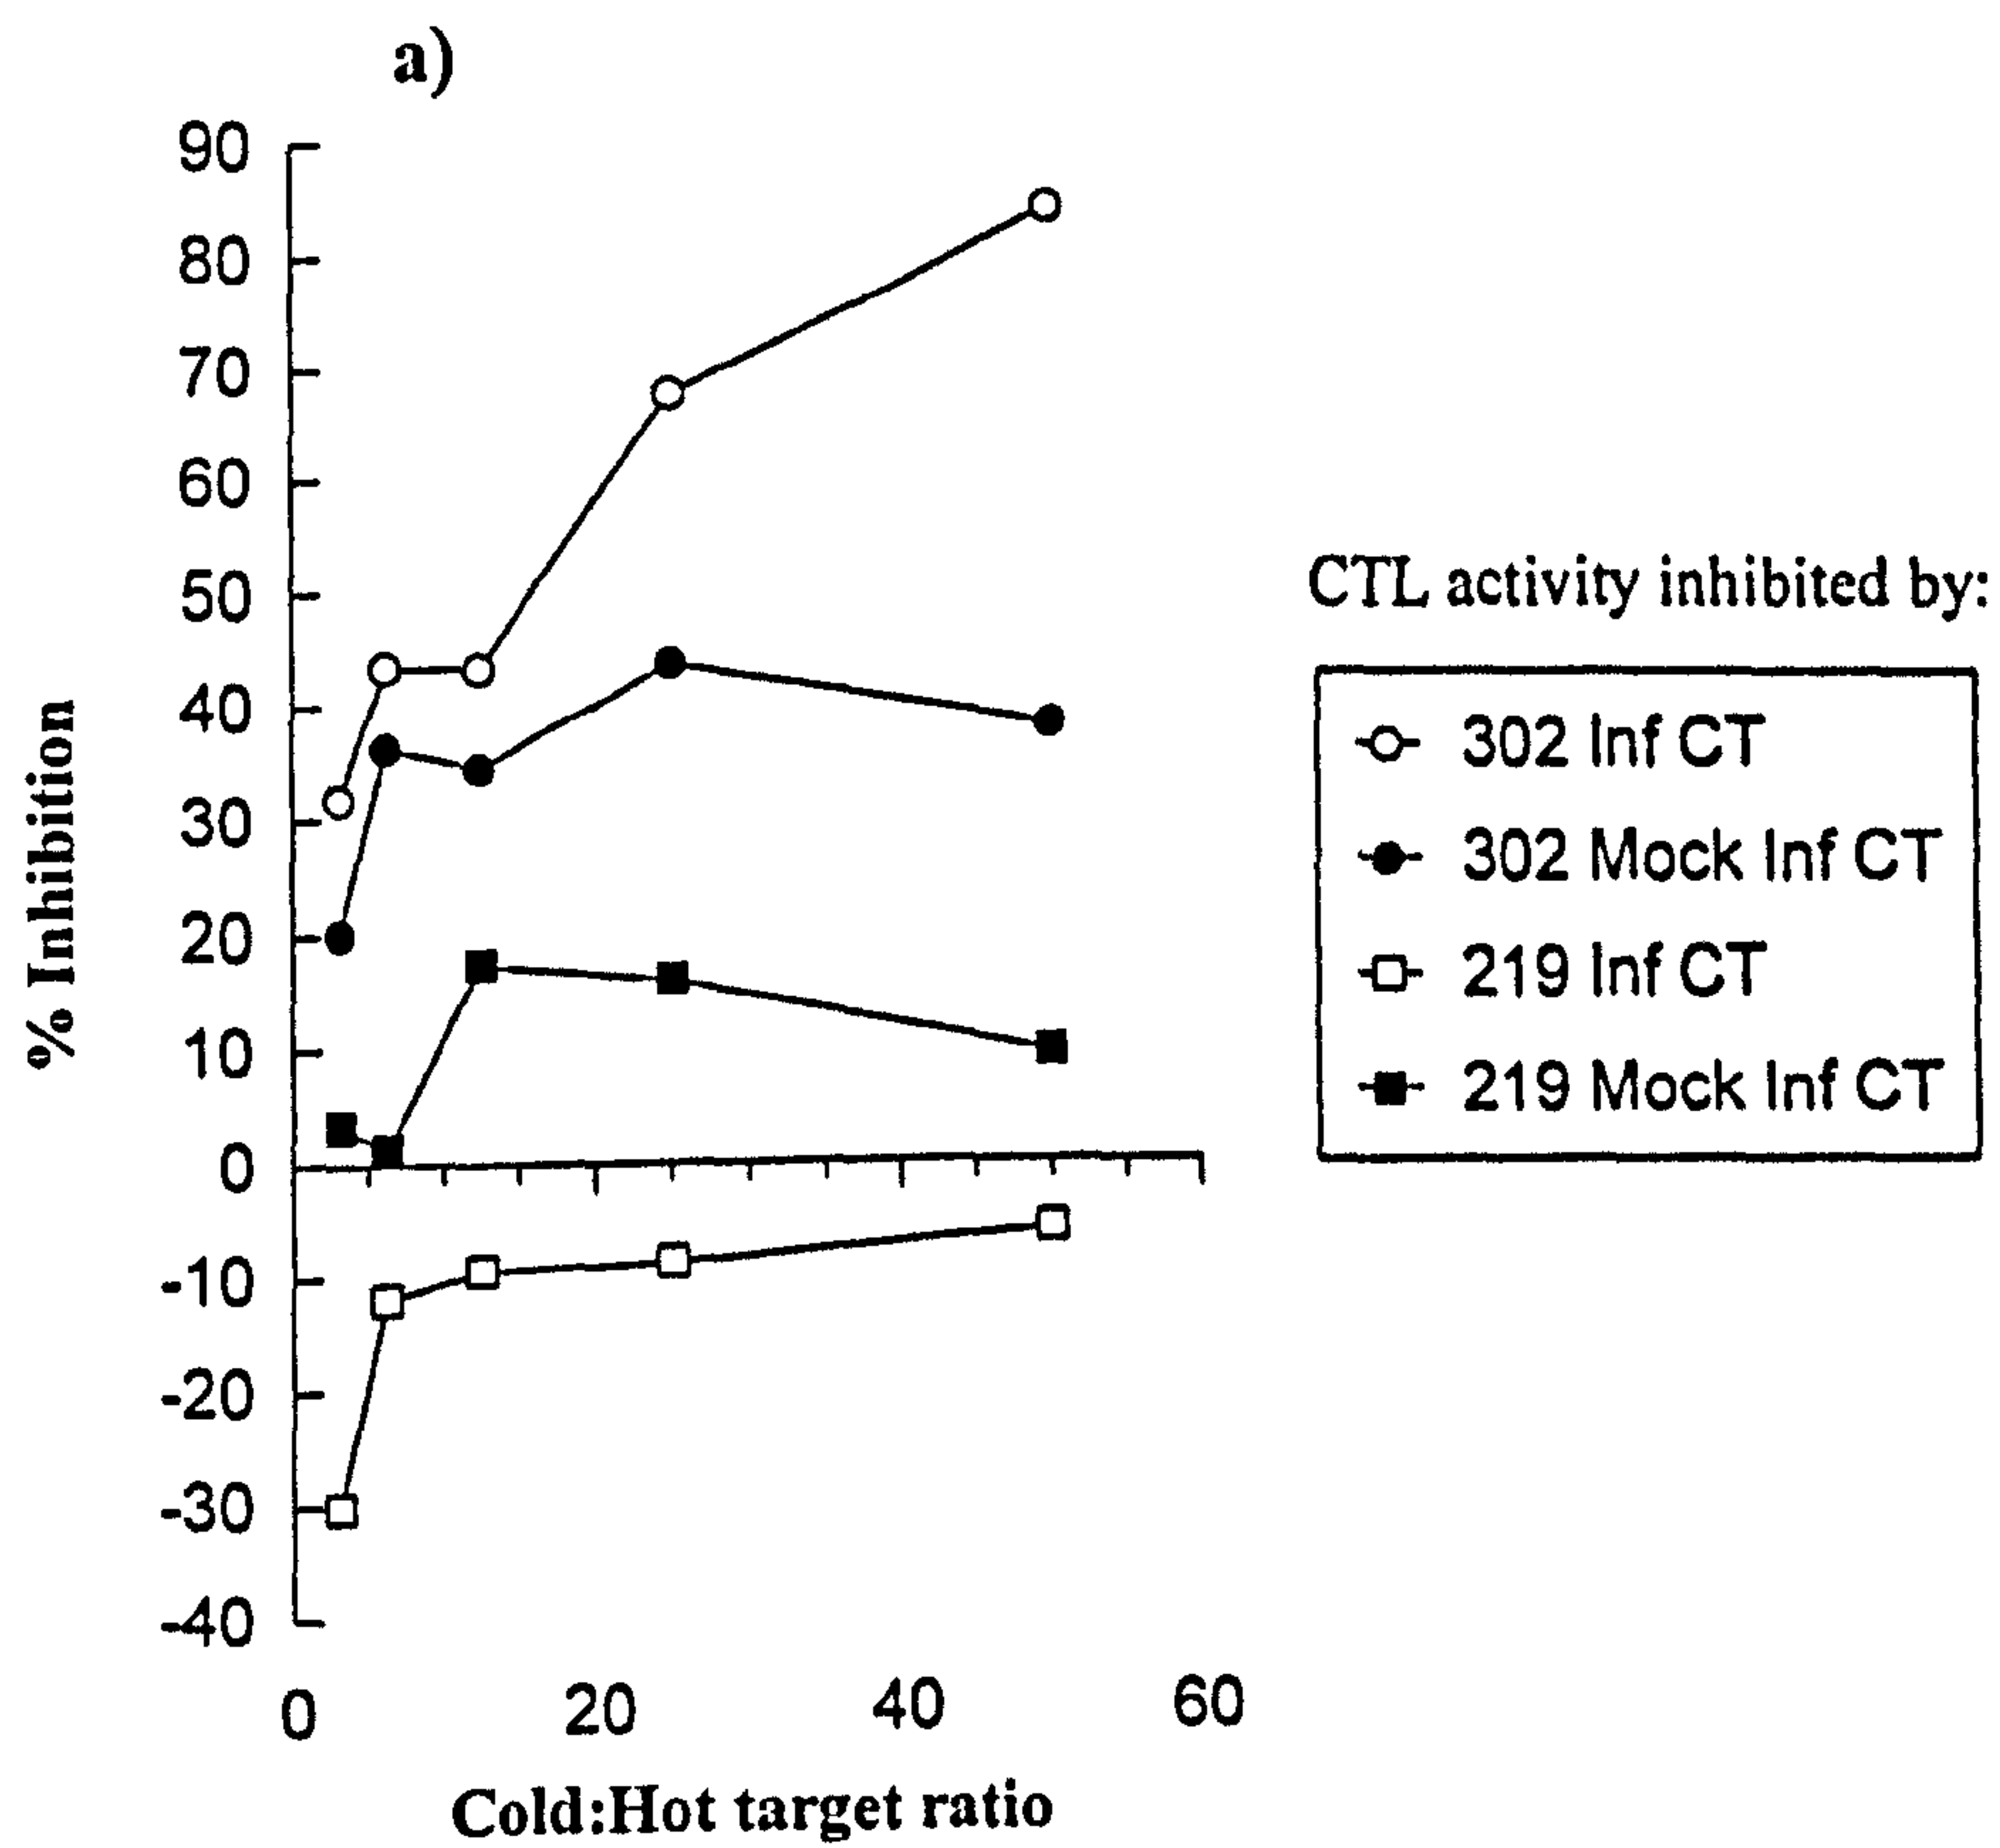 a)
90
80
70
60
50
40
30
20
10
0
-10
-20
-30
-40
% Inhibition
0 20 40 60
Cold:Hot target ratio
CTL activity inhibited by:
302 Inf CT
302 Mock Inf CT
219 Inf CT
219 Mock Inf CT